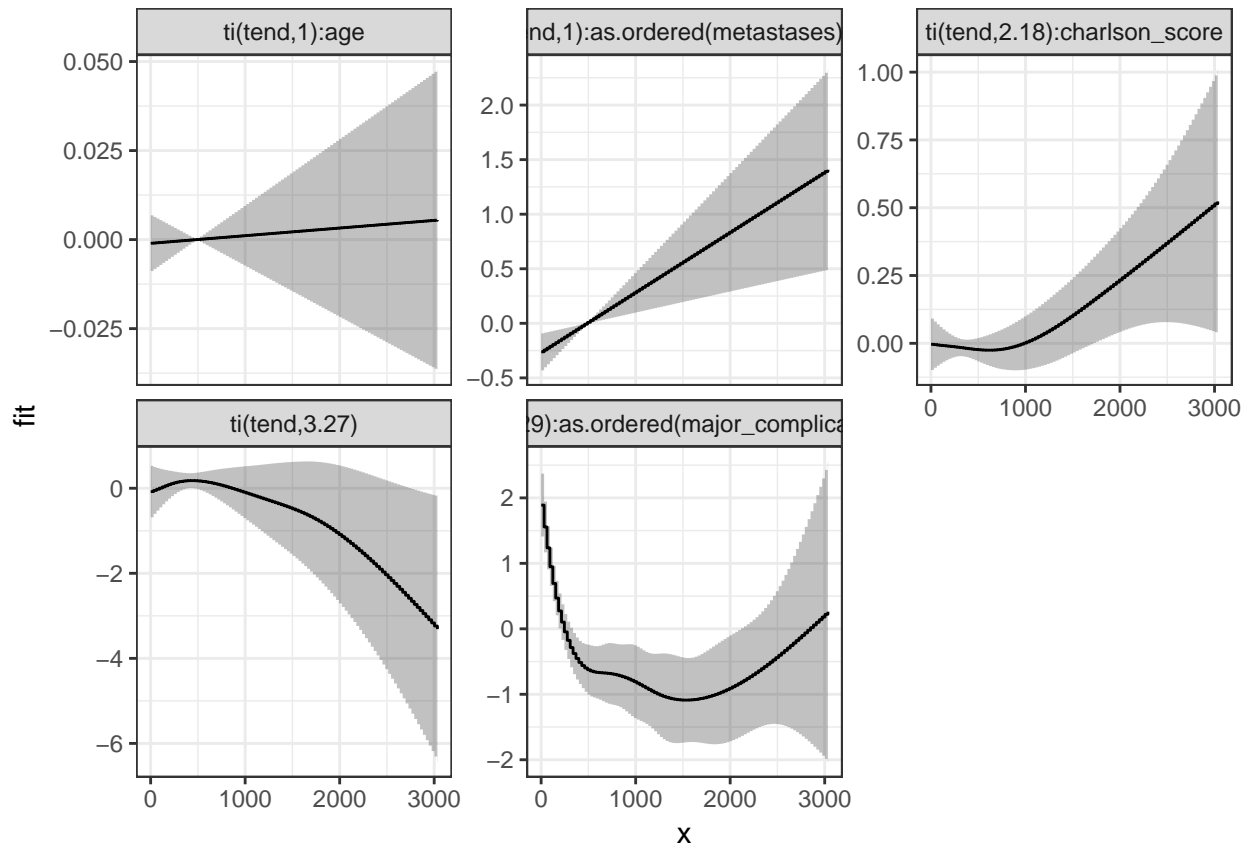 ti(tend,1):age
nd,1):as.ordered(metastases)
ti(tend,2.18):charlson_score
0.050
0.025
0.000
−0.025
2.0
1.5
1.0
0.5
0.0
−0.5
1.00
0.75
0.50
0.25
0.00
0 1000 2000 3000
fit
ti(tend,3.27)
29):as.ordered(major_complica
0
−2
−4
−6
2
1
0
−1
−2
0 1000 2000 3000
0 1000 2000 3000
x